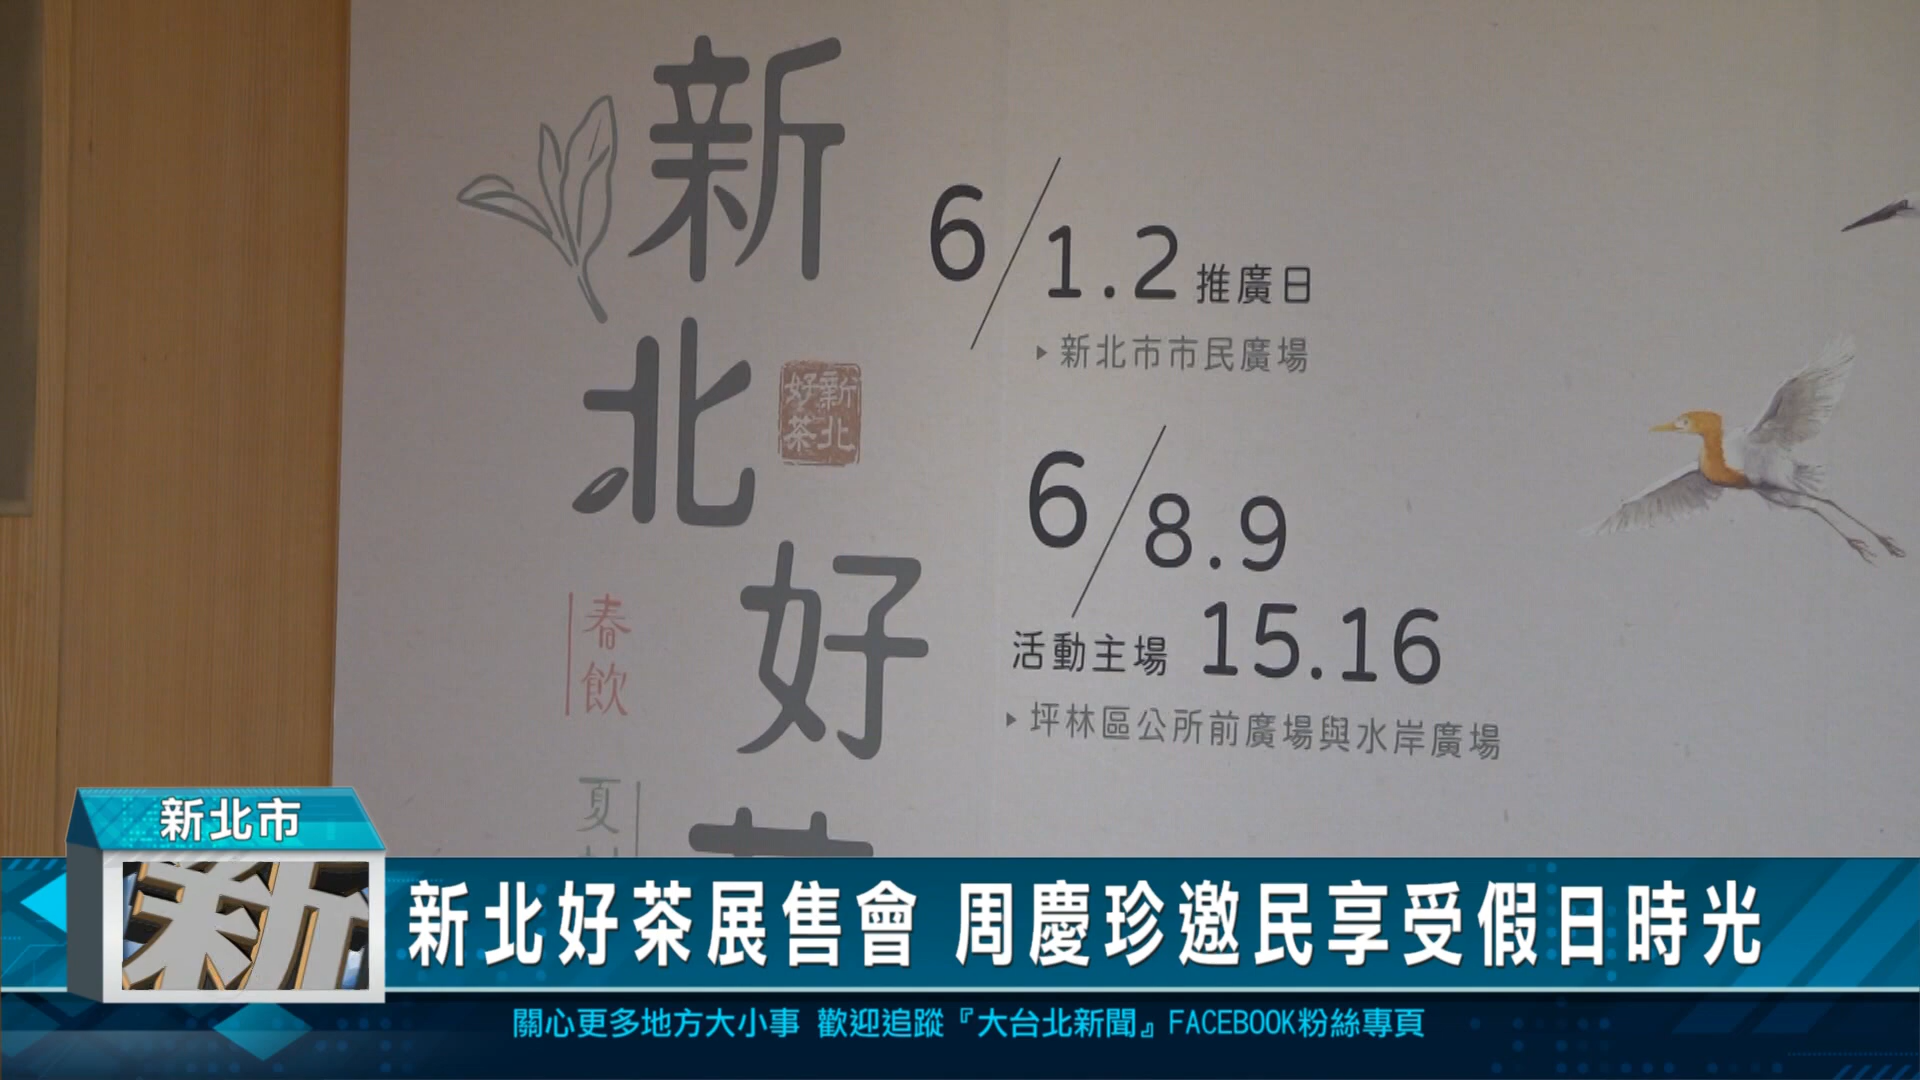 新北好
新北
好茶
春飲
夏
6/1.2推廣日
▸新北市市民廣場
6/8.9
活動主場 15.16
▸坪林區公所前廣場與水岸廣場
新北市
新
新北好茶展售會 周慶珍邀民享受假日時光
關心更多地方大小事 歡迎追蹤『大台北新聞』FACEBOOK粉絲專頁